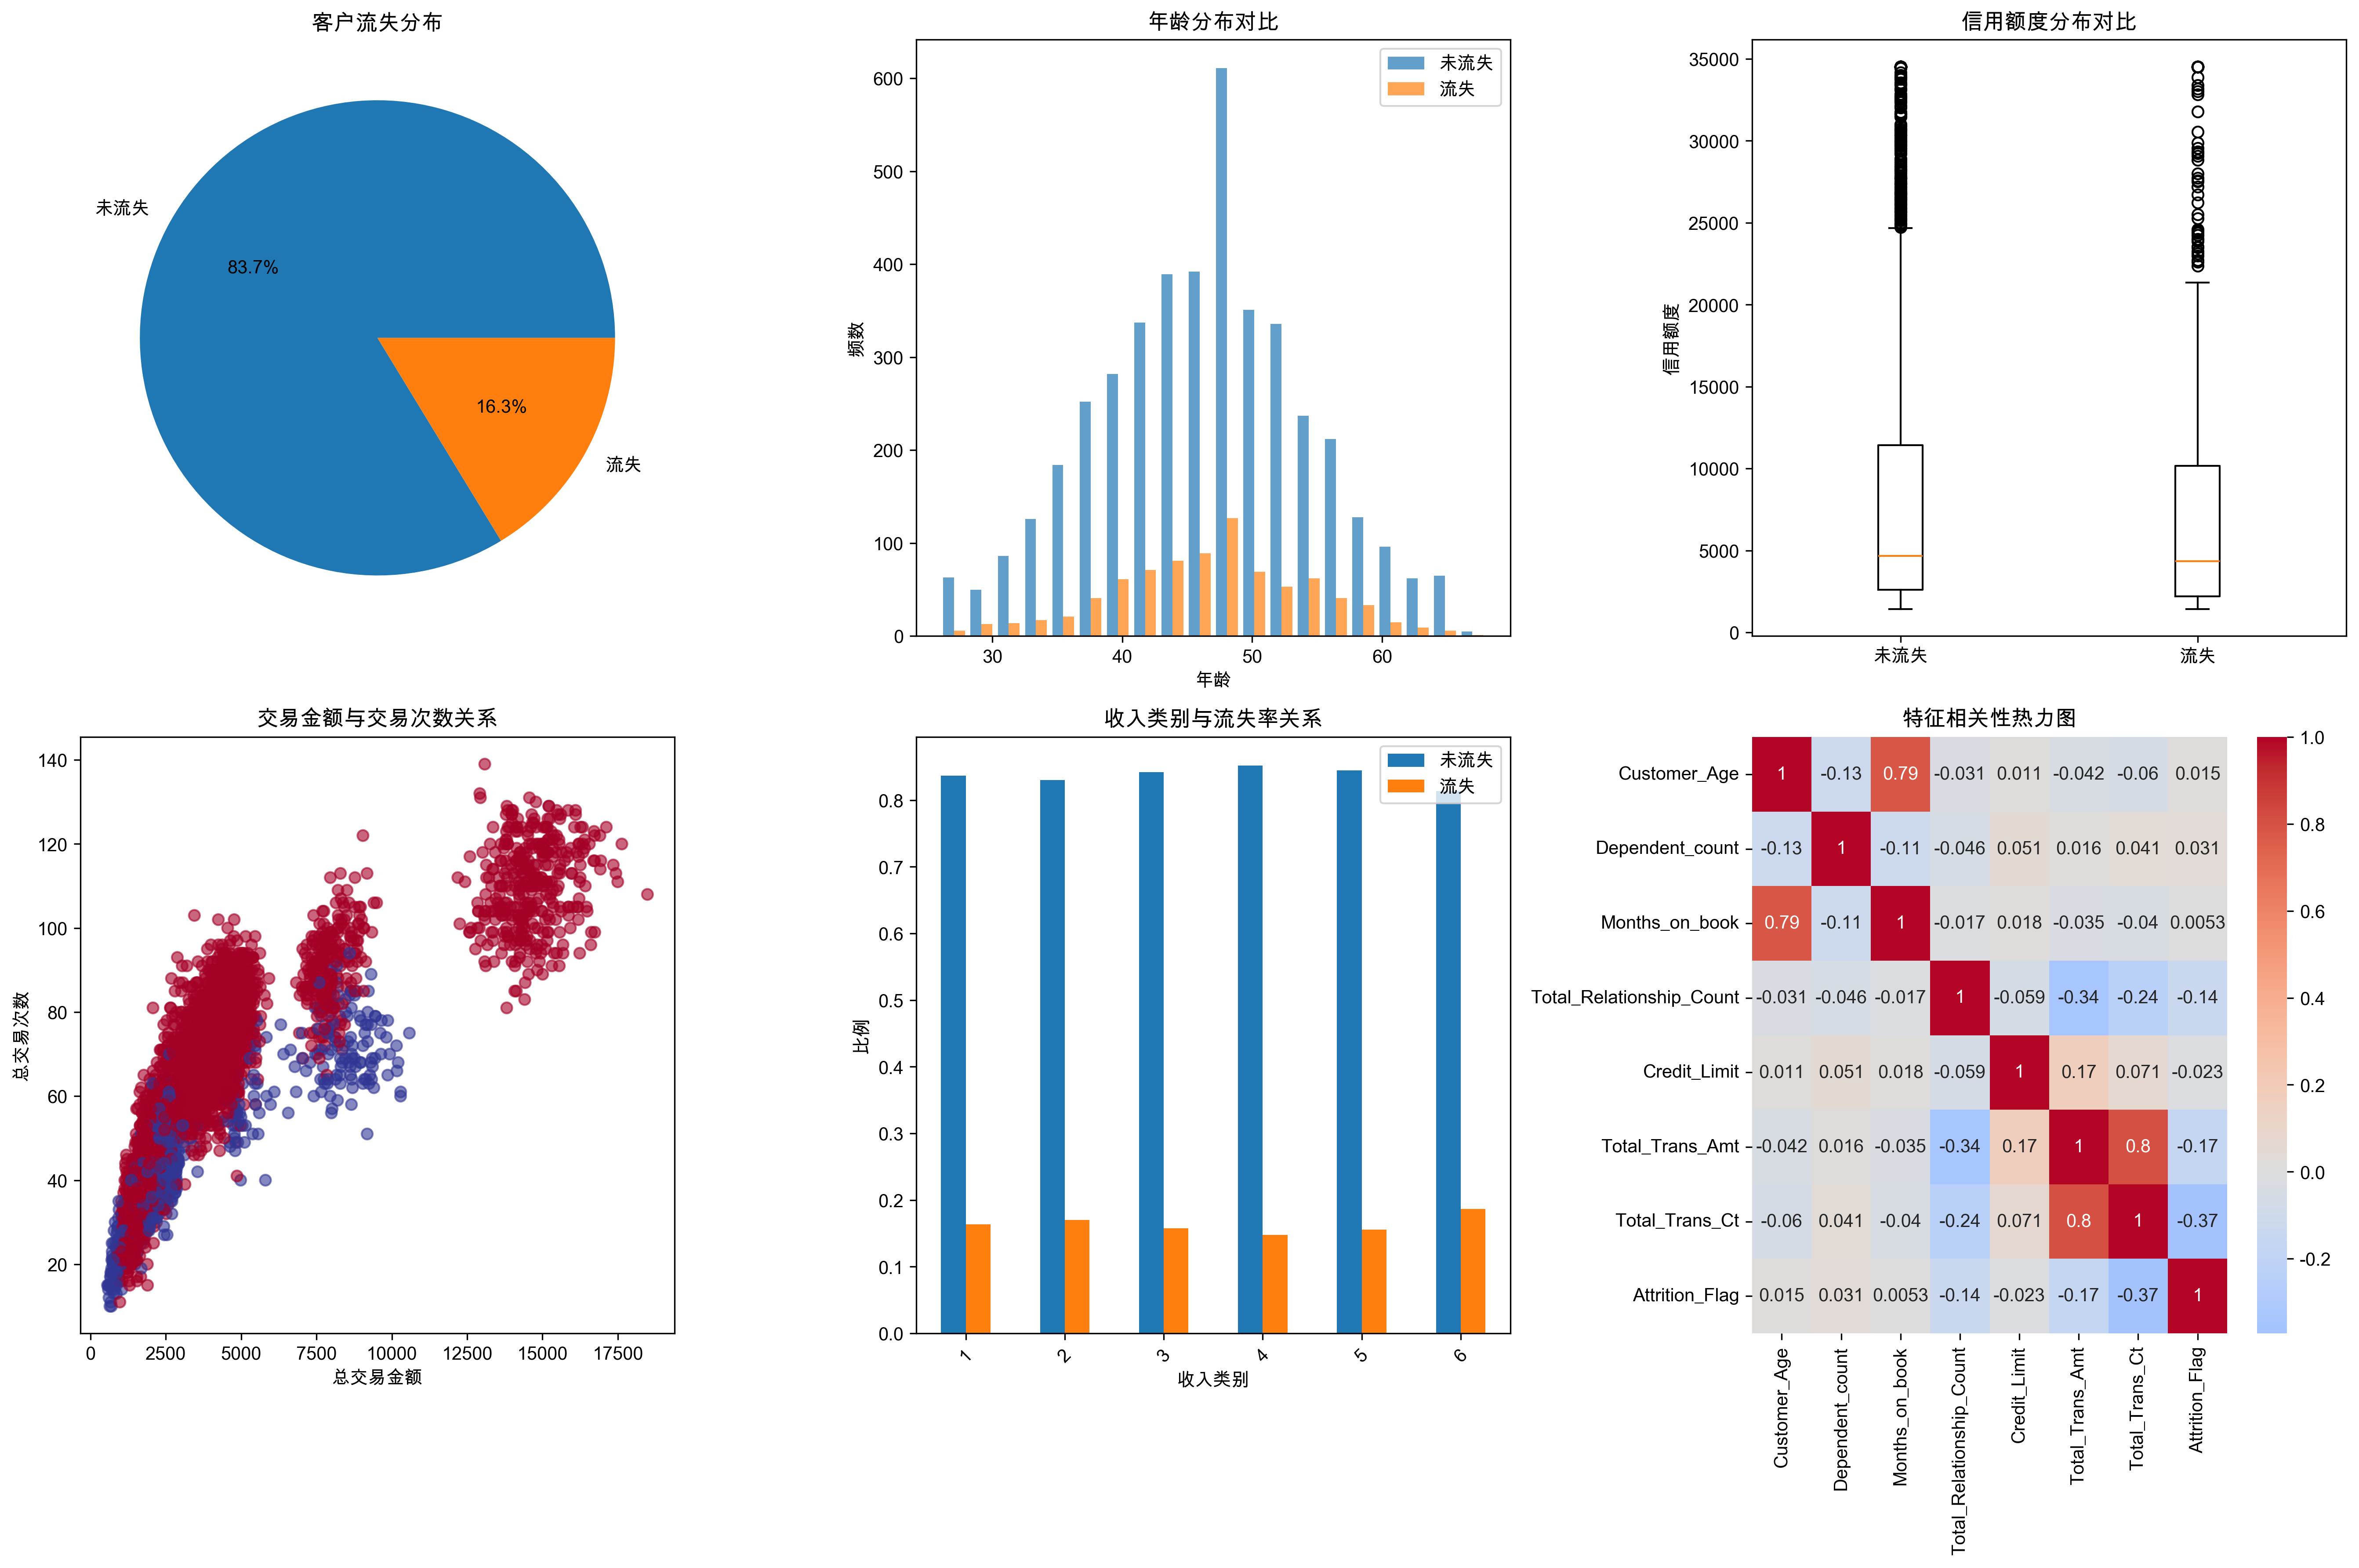 客户流失分布
未流失
83.7%
16.3%
流失
年龄分布对比
未流失
流失
频数
600
500
400
300
200
100
0
30 40 50 60
年龄
信用额度分布对比
信用额度
35000
30000
25000
20000
15000
10000
5000
0
未流失 流失
交易金额与交易次数关系
总交易次数
140
120
100
80
60
40
20
0 2500 5000 7500 10000 12500 15000 17500
总交易金额
收入类别与流失率关系
未流失
流失
比例
0.8
0.7
0.6
0.5
0.4
0.3
0.2
0.1
0.0
1 2 3 4 5 6
收入类别
特征相关性热力图
Customer_Age 1 -0.13 0.79 -0.031 0.011 -0.042 -0.06 0.015
Dependent_count -0.13 1 -0.11 -0.046 0.051 0.016 0.041 0.031
Months_on_book 0.79 -0.11 1 -0.017 0.018 -0.035 -0.04 0.0053
Total_Relationship_Count -0.031 -0.046 -0.017 1 -0.059 -0.34 -0.24 -0.14
Credit_Limit 0.011 0.051 0.018 -0.059 1 0.17 0.071 -0.023
Total_Trans_Amt -0.042 0.016 -0.035 -0.34 0.17 1 0.8 -0.17
Total_Trans_Ct -0.06 0.041 -0.04 -0.24 0.071 0.8 1 -0.37
Attrition_Flag 0.015 0.031 0.0053 -0.14 -0.023 -0.17 -0.37 1
Customer_Age
Dependent_count
Months_on_book
Total_Relationship_Count
Credit_Limit
Total_Trans_Amt
Total_Trans_Ct
Attrition_Flag
1.0
0.8
0.6
0.4
0.2
0.0
-0.2